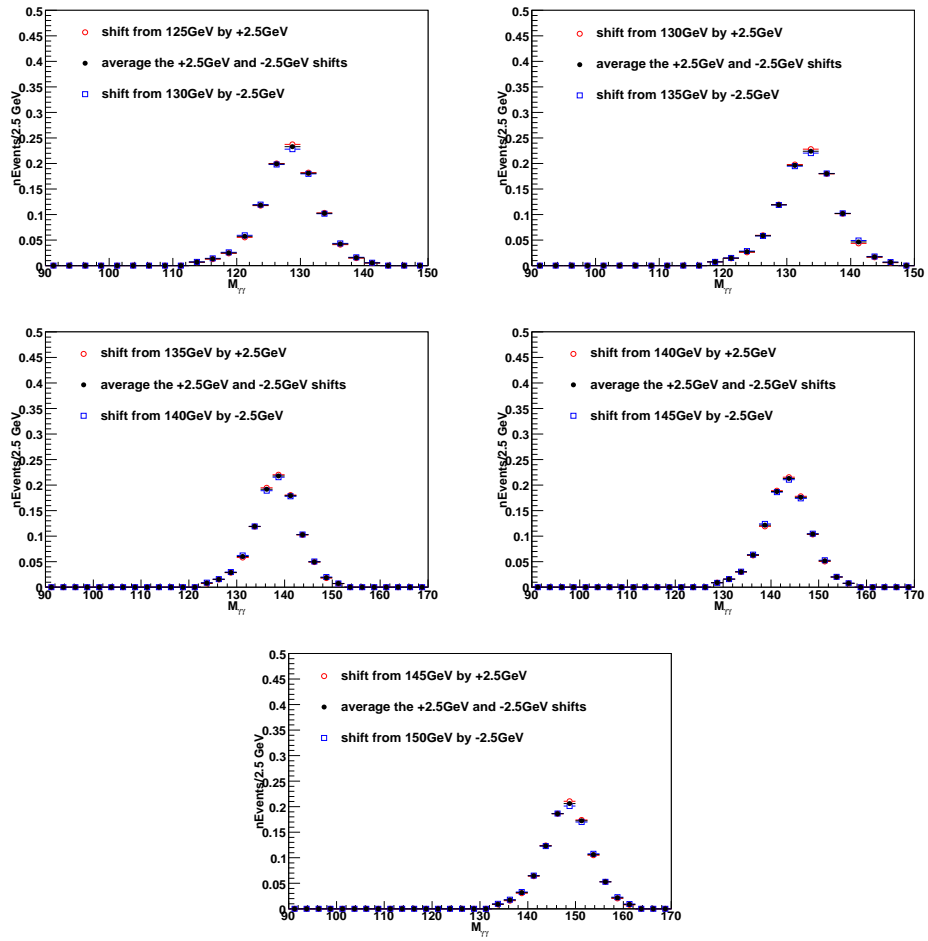 0.5
0.45
0.4
0.35
0.3
0.25
0.2
0.15
0.1
0.05
0
nEvents/2.5 GeV
shift from 125GeV by +2.5GeV
average the +2.5GeV and -2.5GeV shifts
shift from 130GeV by -2.5GeV
90 100 110 120 130 140 150
Mγγ
0.5
0.45
0.4
0.35
0.3
0.25
0.2
0.15
0.1
0.05
0
nEvents/2.5 GeV
shift from 130GeV by +2.5GeV
average the +2.5GeV and -2.5GeV shifts
shift from 135GeV by -2.5GeV
90 100 110 120 130 140 150
Mγγ
0.5
0.45
0.4
0.35
0.3
0.25
0.2
0.15
0.1
0.05
0
nEvents/2.5 GeV
shift from 135GeV by +2.5GeV
average the +2.5GeV and -2.5GeV shifts
shift from 140GeV by -2.5GeV
90 100 110 120 130 140 150 160 170
Mγγ
0.5
0.45
0.4
0.35
0.3
0.25
0.2
0.15
0.1
0.05
0
nEvents/2.5 GeV
shift from 140GeV by +2.5GeV
average the +2.5GeV and -2.5GeV shifts
shift from 145GeV by -2.5GeV
90 100 110 120 130 140 150 160 170
Mγγ
0.5
0.45
0.4
0.35
0.3
0.25
0.2
0.15
0.1
0.05
0
nEvents/2.5 GeV
shift from 145GeV by +2.5GeV
average the +2.5GeV and -2.5GeV shifts
shift from 150GeV by -2.5GeV
90 100 110 120 130 140 150 160 170
Mγγ